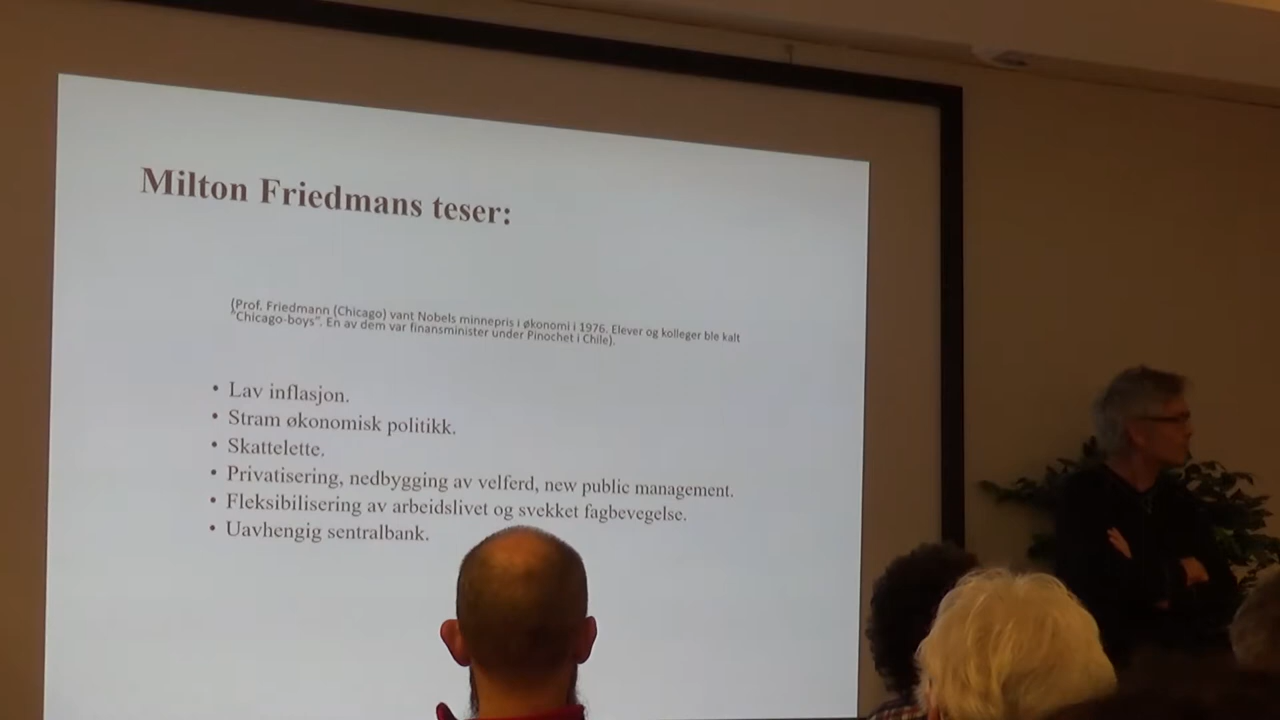 Milton Friedmans teser:
(Prof. Friedmann (Chicago) vant Nobels minnepris i økonomi i 1976. Elever og kolleger ble kalt
"Chicago-boys". En av dem var finansminister under Pinochet i Chile).
• Lav inflasjon.
• Stram økonomisk politikk.
• Skattelette.
• Privatisering, nedbygging av velferd, new public management.
• Fleksibilisering av arbeidslivet og svekket fagbevegelse.
• Uavhengig sentralbank.